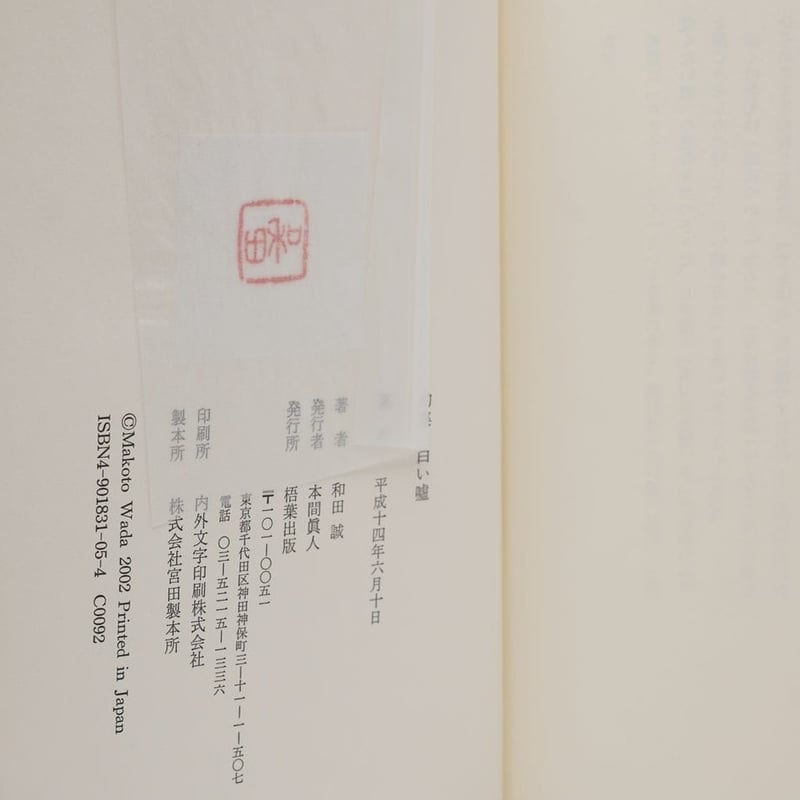 白い嘘
平成十四年六月十日
著者 和田 誠
発行者 本間眞人
発行所 梧葉出版
〒一〇一―〇〇五一
東京都千代田区神田神保町三―十一―一―五〇七
電話 〇三―五二一五―一三三六
印刷所 内外文字印刷株式会社
製本所 株式会社宮田製本所
©Makoto Wada 2002 Printed in Japan
ISBN4-901831-05-4 C0092
和田